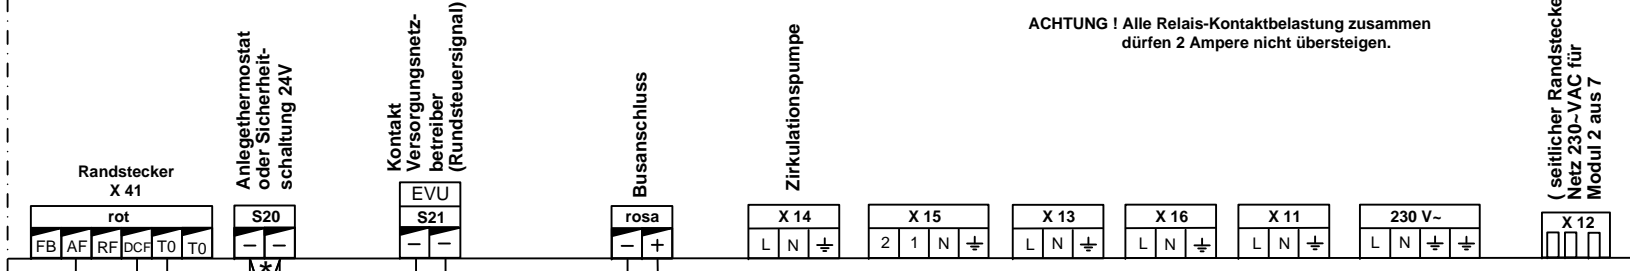 ACHTUNG ! Alle Relais-Kontaktbelastung zusammen
dürfen 2 Ampere nicht übersteigen.
Randstecker
X 41
rot
FB AF RF DCF T0 T0
Anlegethermostat
oder Sicherheit-
schaltung 24V
S20
– –
*
Kontakt
Versorgungsnetz-
betreiber
(Rundsteuersignal)
EVU
S21
– –
Busanschluss
rosa
– +
Zirkulationspumpe
X 14
L N
X 15
2 1 N
X 13
L N
X 16
L N
X 11
L N
230 V~
L N
( seitlicher Randstecke
Netz 230~VAC für
Modul 2 aus 7
X 12